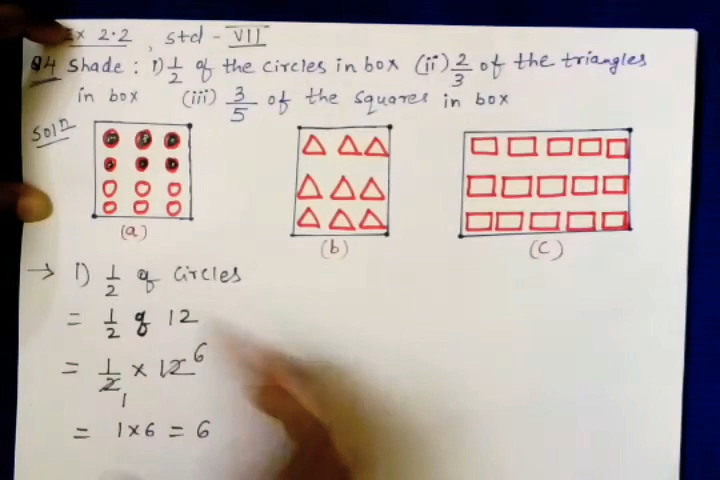 Ex 2.2, std - VII
Q4 Shade: i) 1/2 of the circles in box (ii) 2/3 of the triangles
in box (iii) 3/5 of the squares in box
Solⁿ
(a) (b) (c)
→ i) 1/2 of circles
= 1/2 of 12
= 1/2 × 12 6
1
= 1×6 = 6